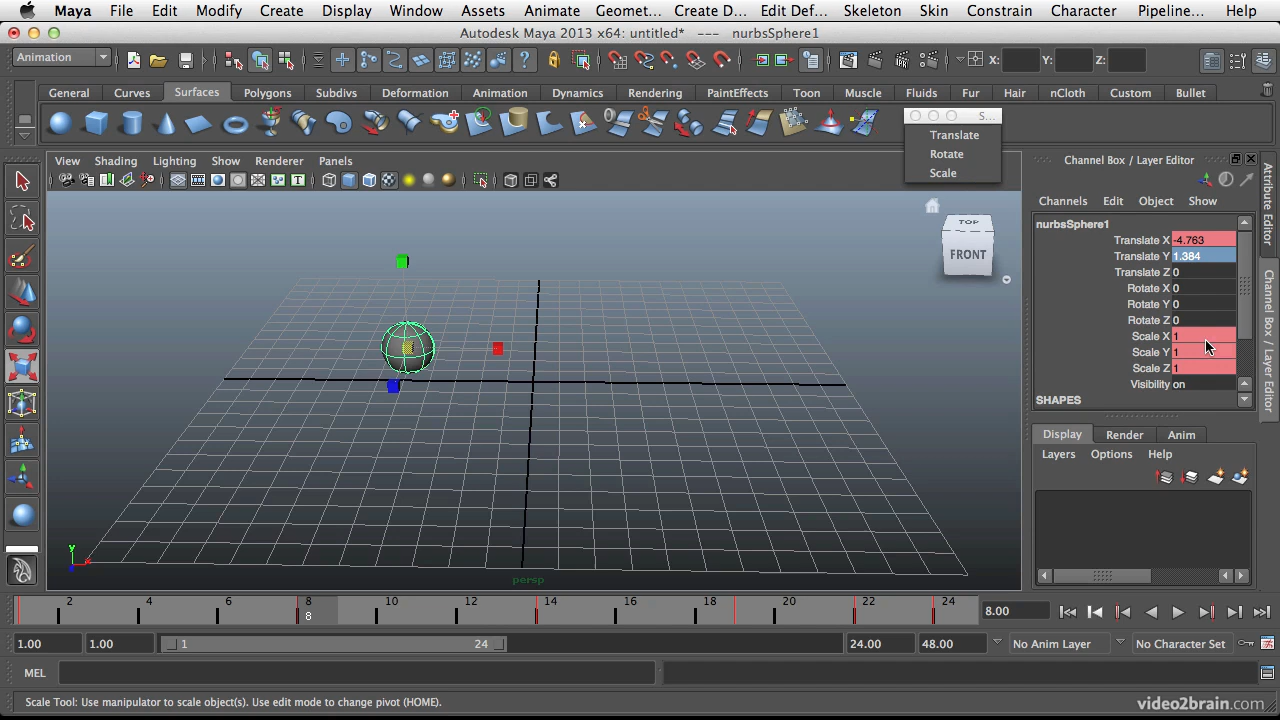 Maya File Edit Modify Create Display Window Assets Animate Geomet... Create D... Edit Def... Skeleton Skin Constrain Character Pipeline... Help
Autodesk Maya 2013 x64: untitled* --- nurbsSphere1
Animation X: Y: Z:
General Curves Surfaces Polygons Subdivs Deformation Animation Dynamics Rendering PaintEffects Toon Muscle Fluids Fur Hair nCloth Custom Bullet
S...
Translate
Rotate
Scale
View Shading Lighting Show Renderer Panels
TOP
FRONT
persp
y
Channel Box / Layer Editor
Channels Edit Object Show
nurbsSphere1
Translate X -4.763
Translate Y 1.384
Translate Z 0
Rotate X 0
Rotate Y 0
Rotate Z 0
Scale X 1
Scale Y 1
Scale Z 1
Visibility on
SHAPES
Display Render Anim
Layers Options Help
Attribute Editor
Channel Box / Layer Editor
2 4 6 8 10 12 14 16 18 20 22 24
8
8.00
1.00 1.00 1 24 24.00 48.00 No Anim Layer No Character Set
MEL
Scale Tool: Use manipulator to scale object(s). Use edit mode to change pivot (HOME).
video2brain.com